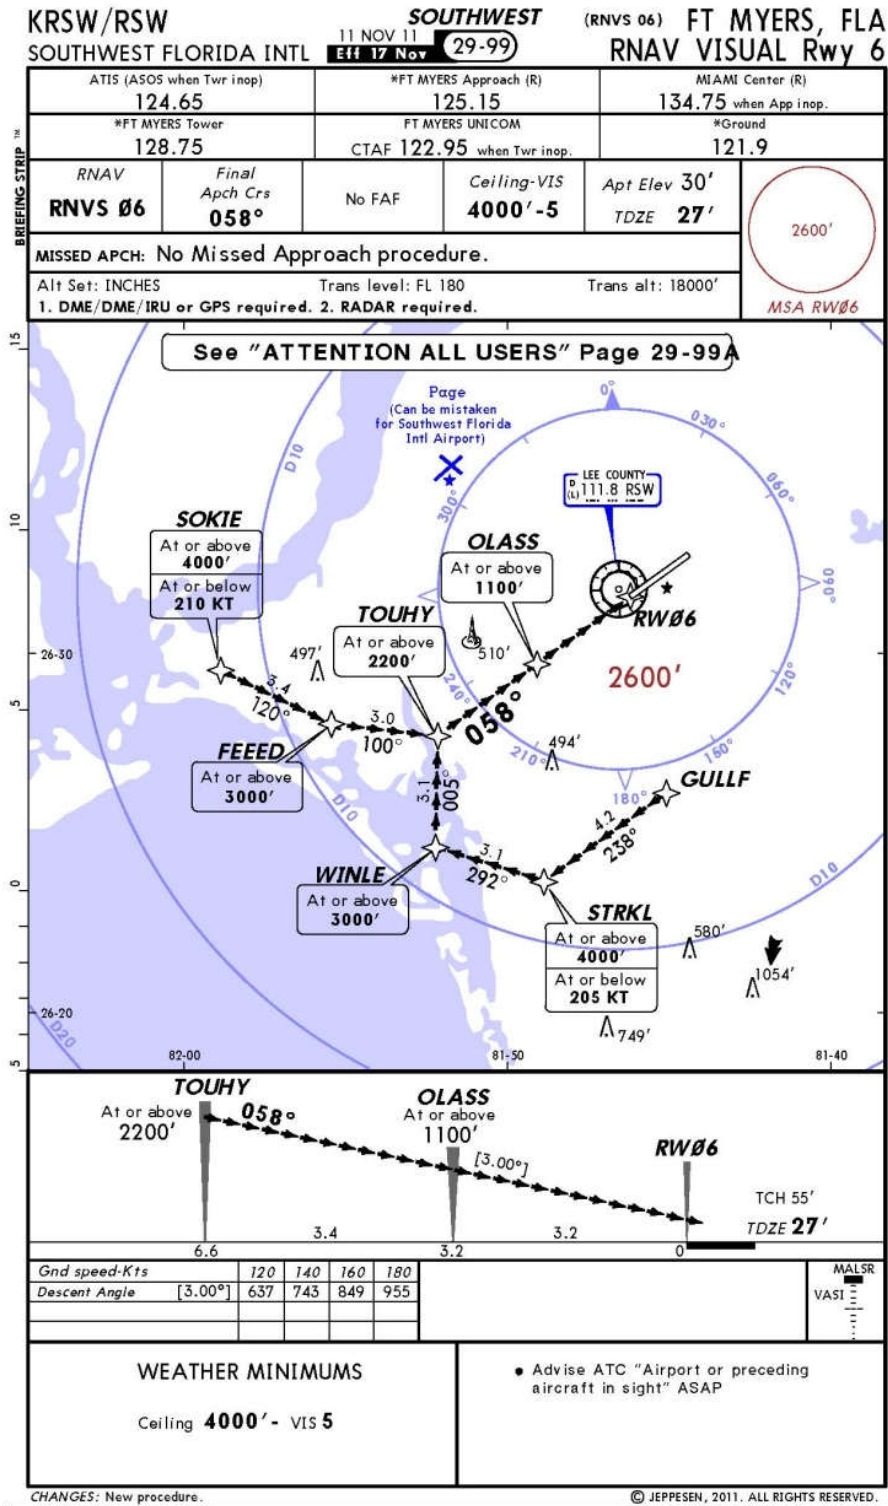 KRSW/RSW
SOUTHWEST FLORIDA INTL
SOUTHWEST
11 NOV 11
Eff 17 Nov
29-99
(RNVS 06) FT MYERS, FLA
RNAV VISUAL Rwy 6
BRIEFING STRIP ™
ATIS (ASOS when Twr inop)
124.65
*FT MYERS Approach (R)
125.15
MIAMI Center (R)
134.75 when App inop.
*FT MYERS Tower
128.75
FT MYERS UNICOM
CTAF 122.95 when Twr inop.
*Ground
121.9
RNAV
RNVS Ø6
Final
Apch Crs
058°
No FAF
Ceiling-VIS
4000'-5
Apt Elev 30'
TDZE 27'
2600'
MSA RWØ6
MISSED APCH: No Missed Approach procedure.
Alt Set: INCHES Trans level: FL 180 Trans alt: 18000'
1. DME/DME/IRU or GPS required. 2. RADAR required.
See "ATTENTION ALL USERS" Page 29-99A
15
10
5
0
5
Page
(Can be mistaken
for Southwest Florida
Intl Airport)
D10
0°
030°
060°
090°
120°
150°
180°
210°
240°
300°
LEE COUNTY
D
(L) 111.8 RSW
SOKIE
At or above
4000'
At or below
210 KT
OLASS
At or above
1100'
TOUHY
At or above
2200'
RWØ6
2600'
26-30
497'
510'
3.4
120°
3.0
100°
058°
494'
FEEED
At or above
3000'
D10
3.1
005°
GULLF
4.2
238°
3.1
292°
WINLE
At or above
3000'
D10
STRKL
At or above
4000'
At or below
205 KT
580'
1054'
749'
26-20
D20
82-00
81-50
81-40
TOUHY
At or above
2200'
058°
OLASS
At or above
1100'
[3.00°]
RWØ6
TCH 55'
TDZE 27'
3.4
3.2
6.6
3.2
0
Gnd speed-Kts 120 140 160 180
Descent Angle [3.00°] 637 743 849 955
MALSR
VASI
WEATHER MINIMUMS
Ceiling 4000'- VIS 5
• Advise ATC "Airport or preceding
aircraft in sight" ASAP
CHANGES: New procedure.
© JEPPESEN, 2011. ALL RIGHTS RESERVED.